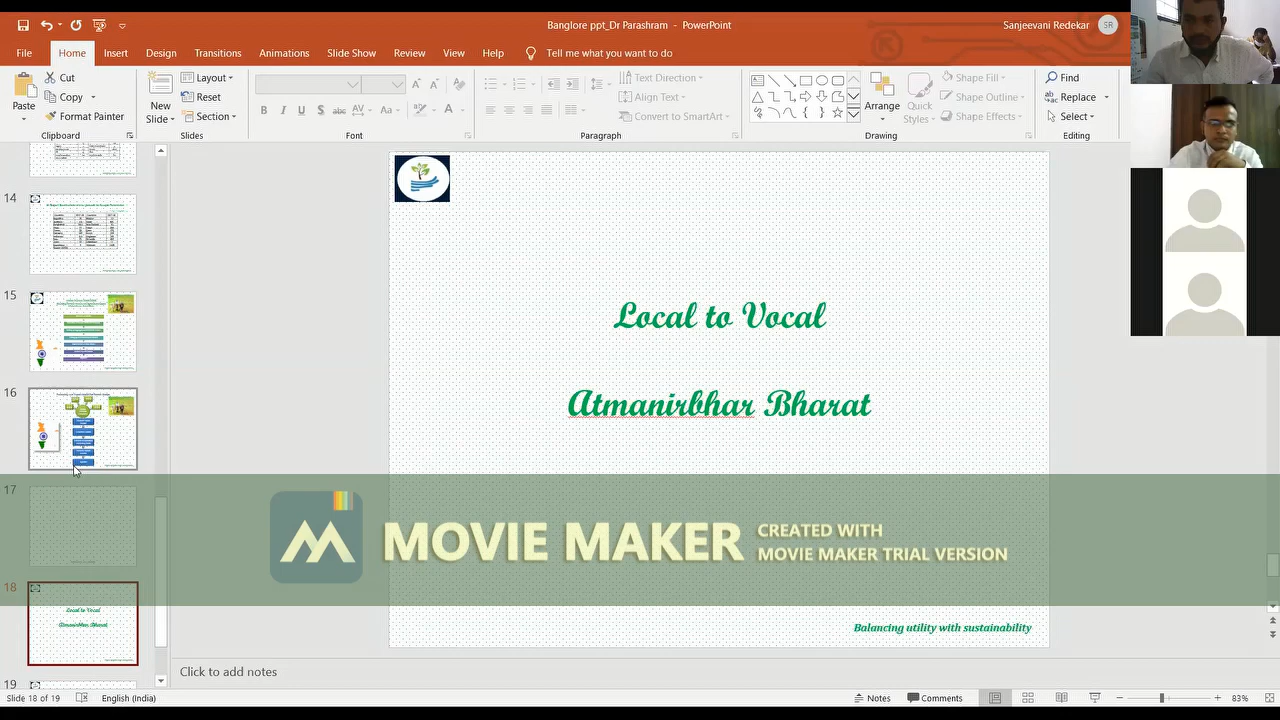 Banglore ppt_Dr Parashram - PowerPoint
Sanjeevani Redekar
SR
File Home Insert Design Transitions Animations Slide Show Review View Help Tell me what you want to do
Paste
Cut
Copy
Format Painter
Clipboard
New Slide
Layout
Reset
Section
Slides
Font
Text Direction
Align Text
Convert to SmartArt
Paragraph
Arrange
Quick Styles
Shape Fill
Shape Outline
Shape Effects
Drawing
Find
Replace
Select
Editing
14
15
16
17
18
Local to Vocal
Atmanirbhar Bharat
19
Local to Vocal
Atmanirbhar Bharat
MOVIE MAKER
CREATED WITH
MOVIE MAKER TRIAL VERSION
Balancing utility with sustainability
Click to add notes
Slide 18 of 19 English (India) Notes Comments 83%